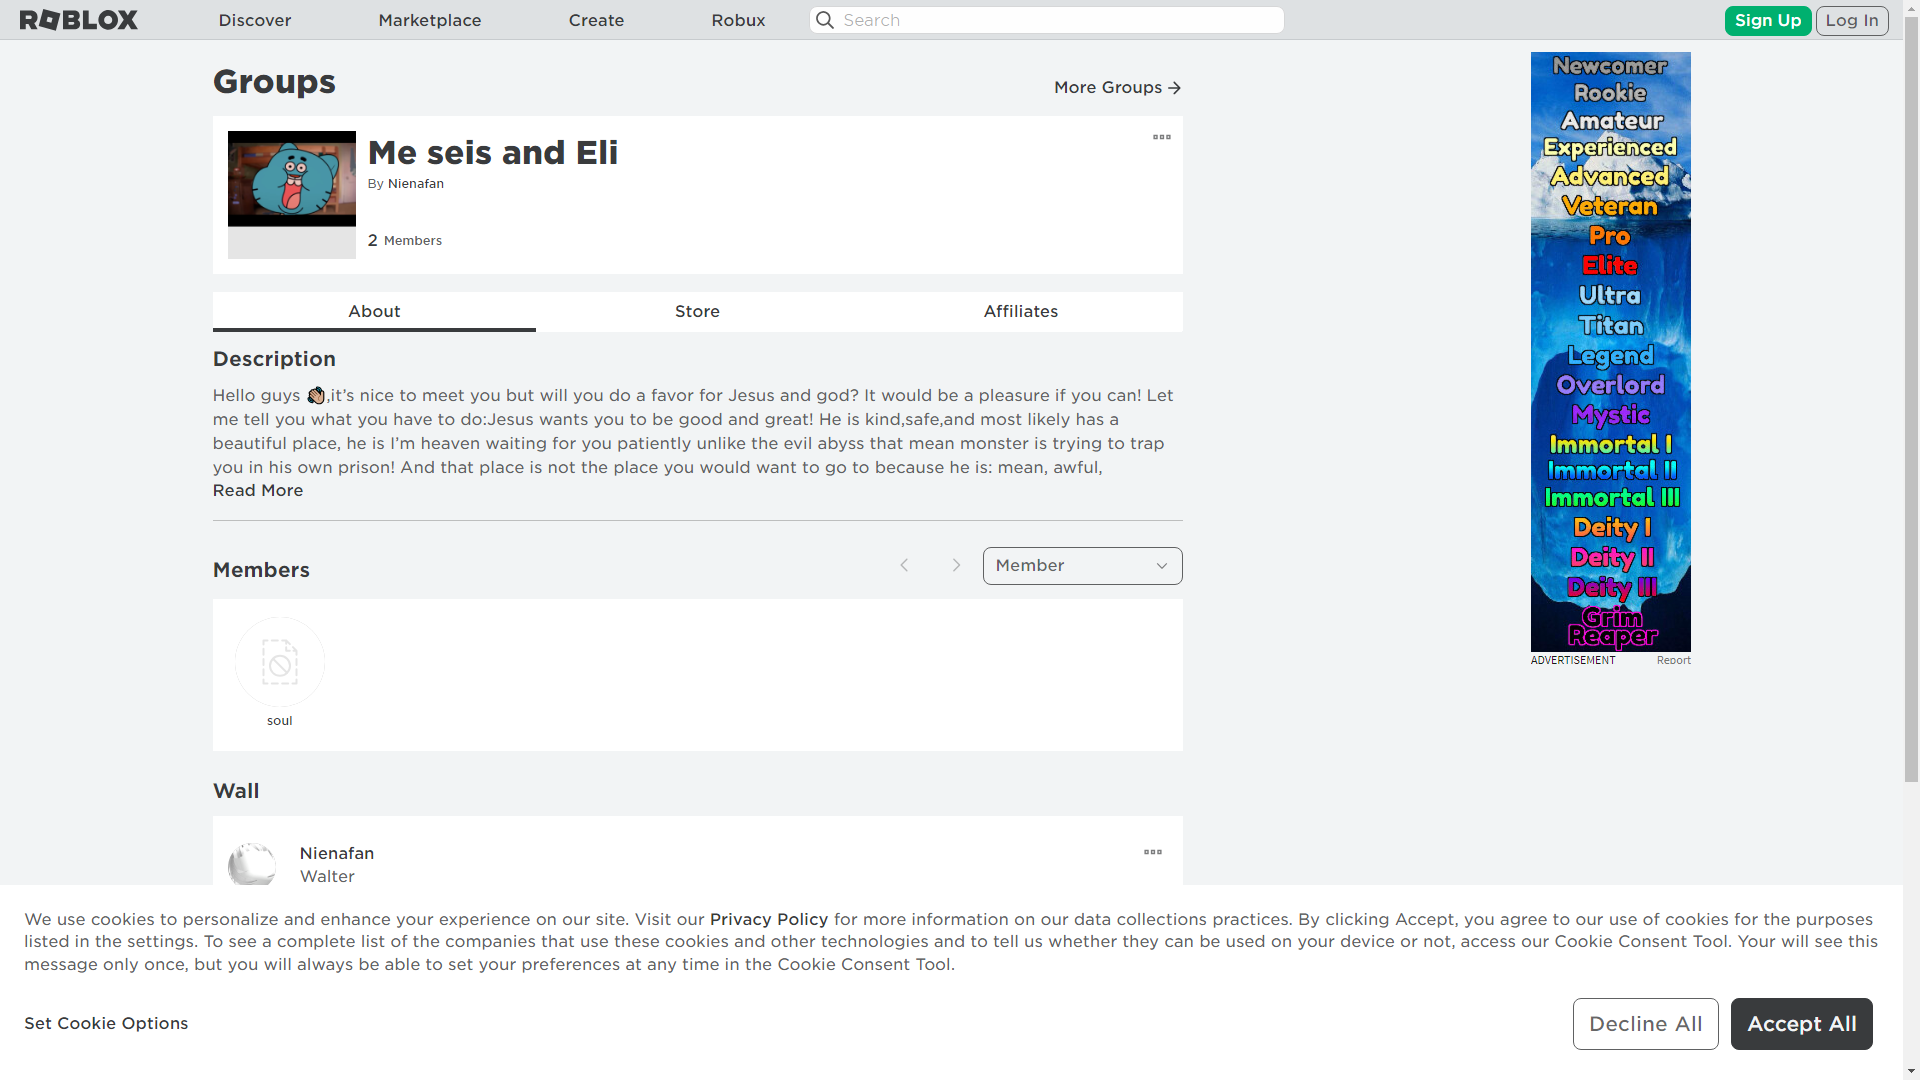 ROBLOX
Discover
Marketplace
Create
Robux
Search
Sign Up
Log In
Groups
More Groups
Me seis and Eli
By Nienafan
2 Members
About
Store
Affiliates
Description
Hello guys 👏🏽,it’s nice to meet you but will you do a favor for Jesus and god? It would be a pleasure if you can! Let
me tell you what you have to do:Jesus wants you to be good and great! He is kind,safe,and most likely has a
beautiful place, he is I’m heaven waiting for you patiently unlike the evil abyss that mean monster is trying to trap
you in his own prison! And that place is not the place you would want to go to because he is: mean, awful,
Read More
Members
Member
soul
Wall
Nienafan
Walter
Newcomer
Rookie
Amateur
Experienced
Advanced
Veteran
Pro
Elite
Ultra
Titan
Legend
Overlord
Mystic
Immortal I
Immortal II
Immortal III
Deity I
Deity II
Deity III
Grim
Reaper
ADVERTISEMENT
Report
We use cookies to personalize and enhance your experience on our site. Visit our Privacy Policy for more information on our data collections practices. By clicking Accept, you agree to our use of cookies for the purposes
listed in the settings. To see a complete list of the companies that use these cookies and other technologies and to tell us whether they can be used on your device or not, access our Cookie Consent Tool. Your will see this
message only once, but you will always be able to set your preferences at any time in the Cookie Consent Tool.
Set Cookie Options
Decline All
Accept All